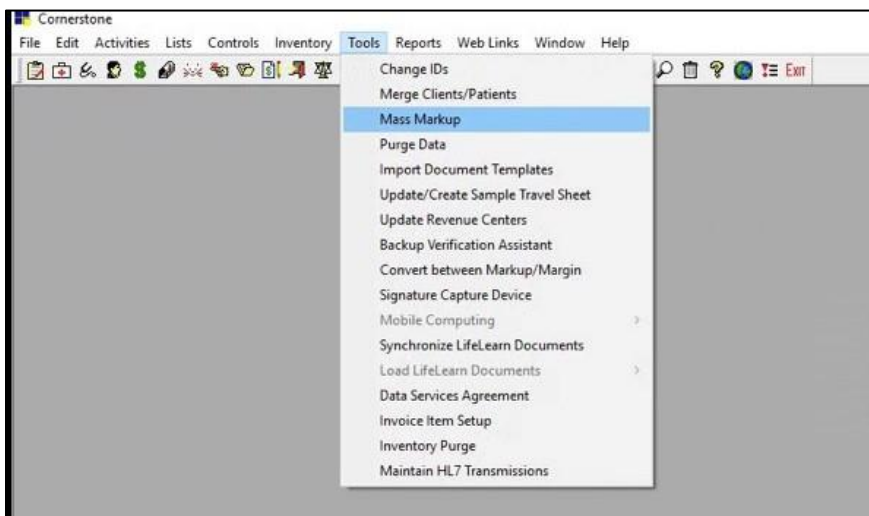 Cornerstone
File Edit Activities Lists Controls Inventory Tools Reports Web Links Window Help
Exit
Change IDs
Merge Clients/Patients
Mass Markup
Purge Data
Import Document Templates
Update/Create Sample Travel Sheet
Update Revenue Centers
Backup Verification Assistant
Convert between Markup/Margin
Signature Capture Device
Mobile Computing
Synchronize LifeLearn Documents
Load LifeLearn Documents
Data Services Agreement
Invoice Item Setup
Inventory Purge
Maintain HL7 Transmissions